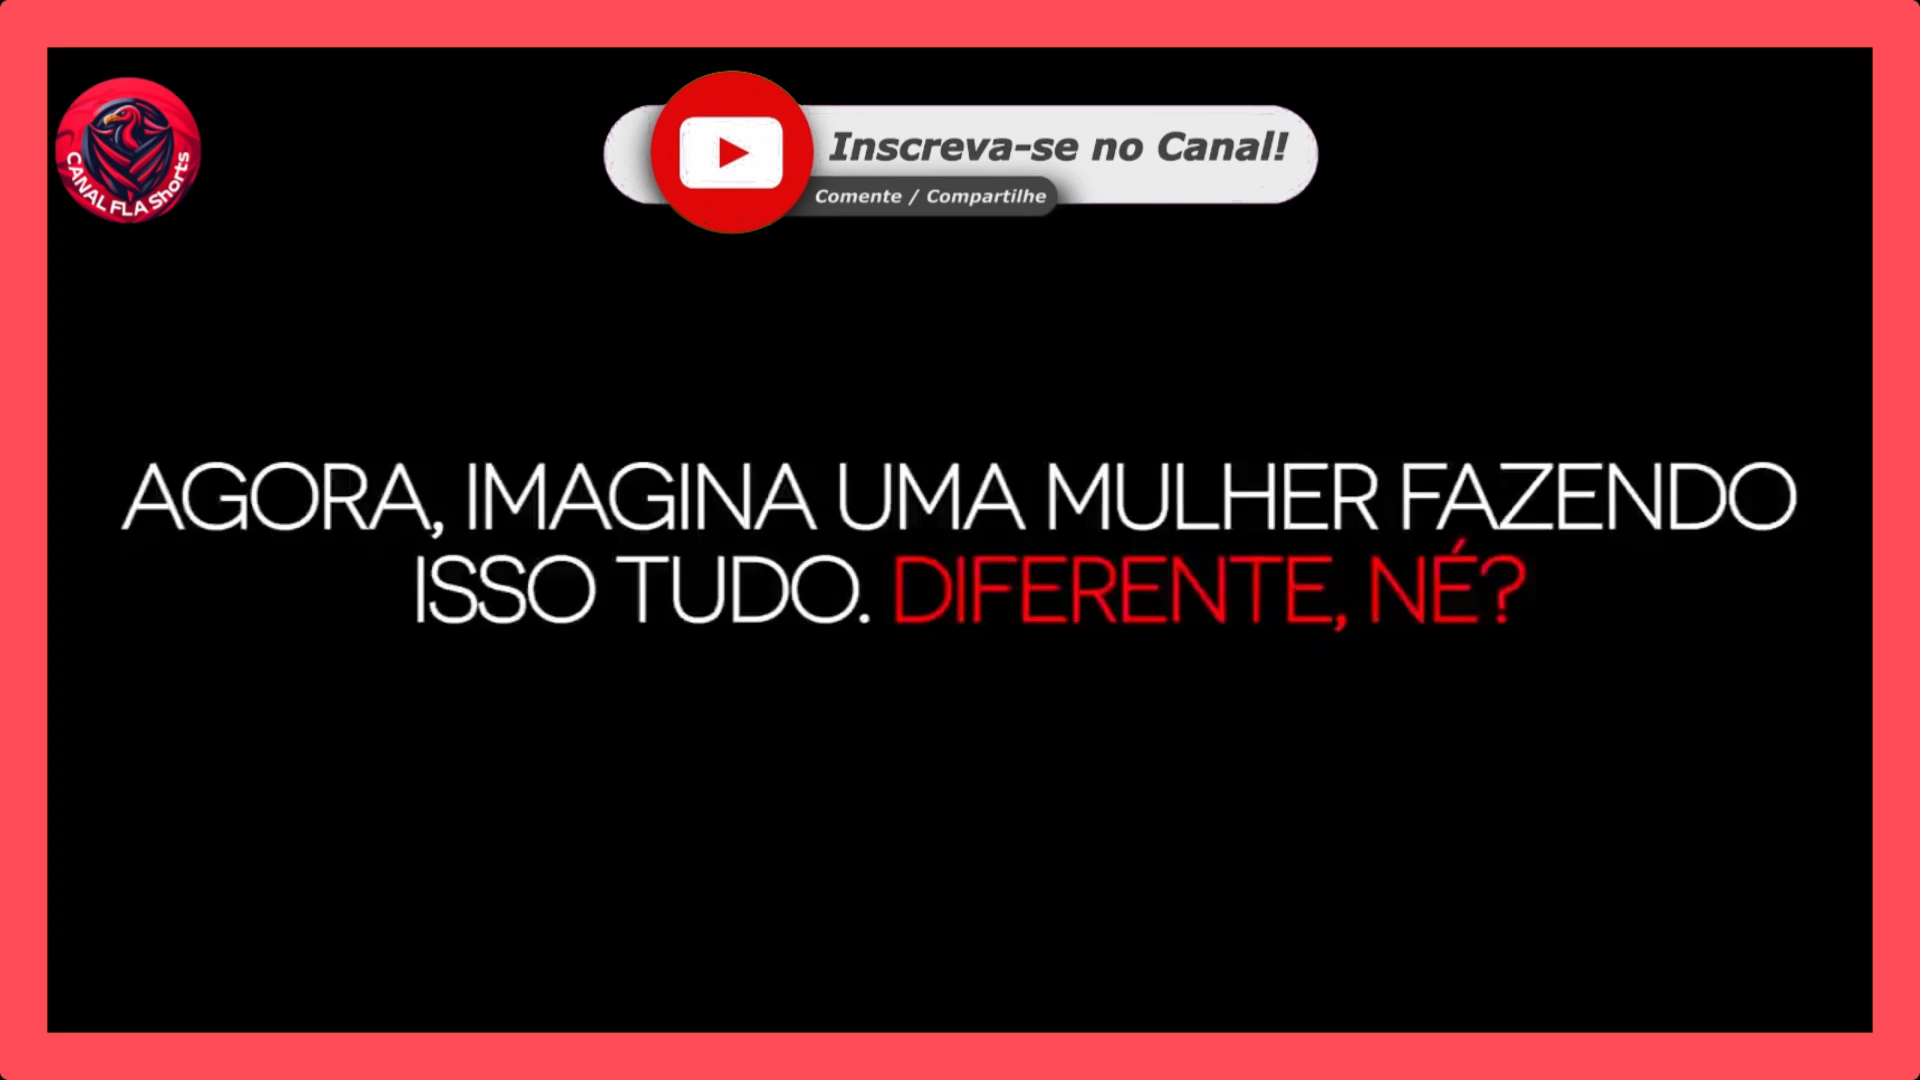 CANAL FLA Shorts
Inscreva-se no Canal!
Comente / Compartilhe
AGORA, IMAGINA UMA MULHER FAZENDO
ISSO TUDO. DIFERENTE, NÉ?